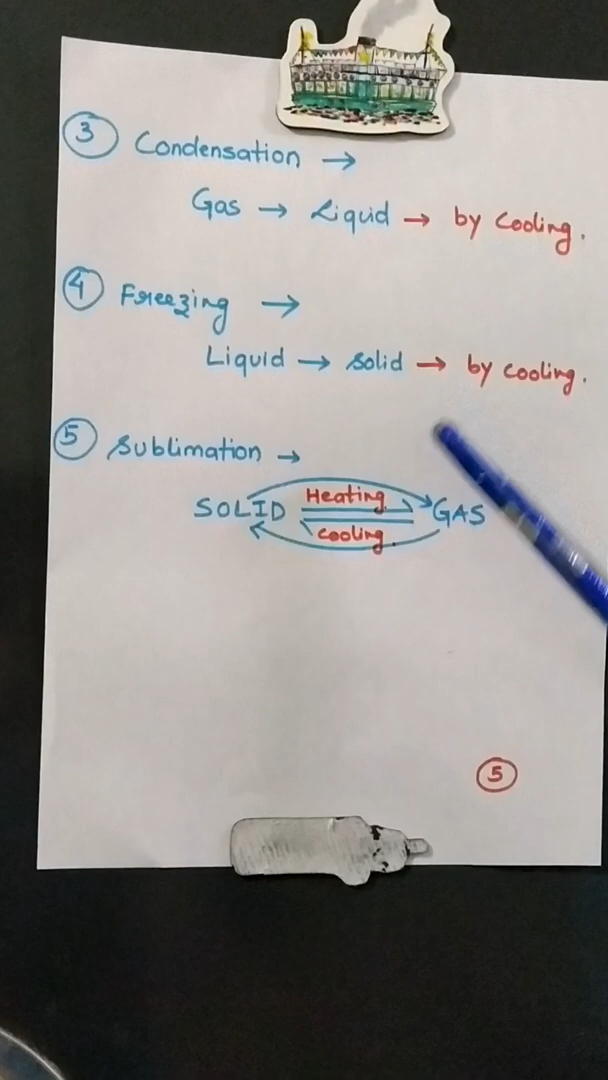 3 Condensation →
Gas → Liquid → by Cooling.
4 Freezing →
Liquid → Solid → by cooling.
5 Sublimation →
Heating
SOLID GAS
cooling.
5